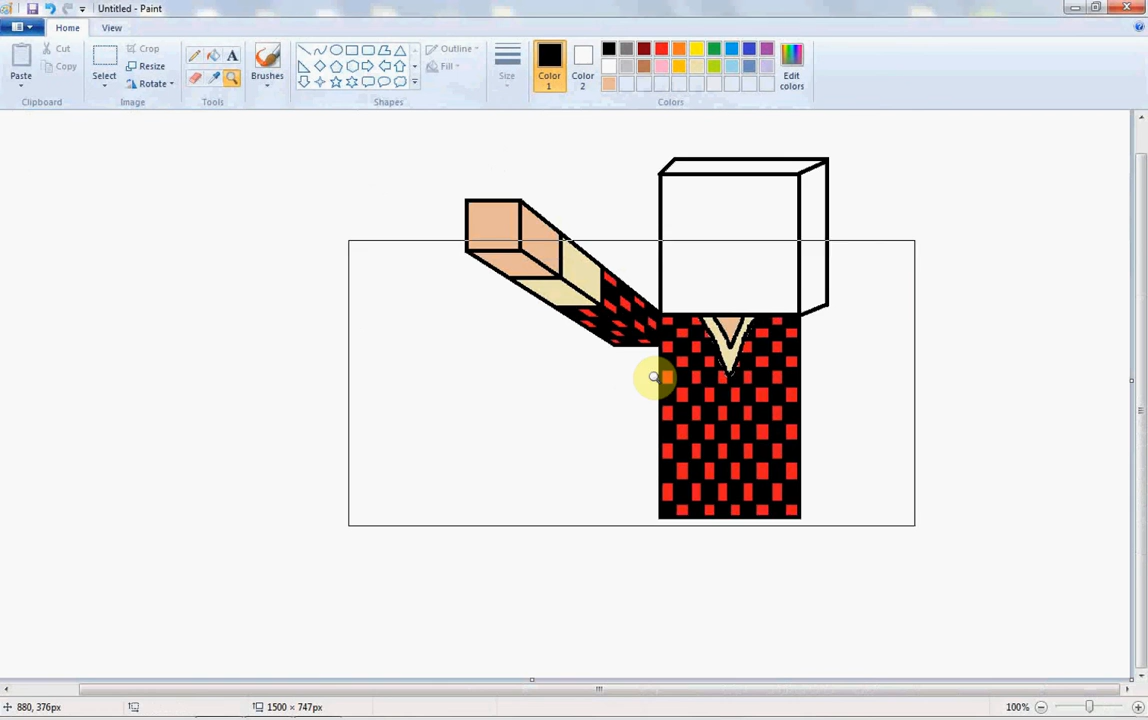 Untitled - Paint
Home View
Paste
Cut
Copy
Clipboard
Select
Crop
Resize
Rotate
Image
A
Tools
Brushes
Outline
Fill
Shapes
Size
Color 1
Color 2
Edit colors
Colors
880, 376px
1500 × 747px
100%